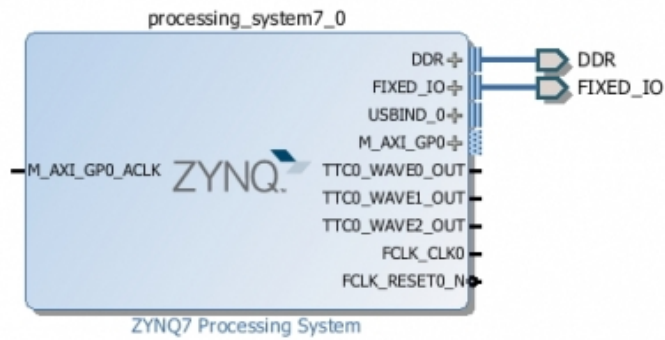 processing_system7_0
DDR
FIXED_IO
USBIND_0
M_AXI_GP0
M_AXI_GP0_ACLK
ZYNQ
TTC0_WAVE0_OUT
TTC0_WAVE1_OUT
TTC0_WAVE2_OUT
FCLK_CLK0
FCLK_RESET0_N
DDR
FIXED_IO
ZYNQ7 Processing System